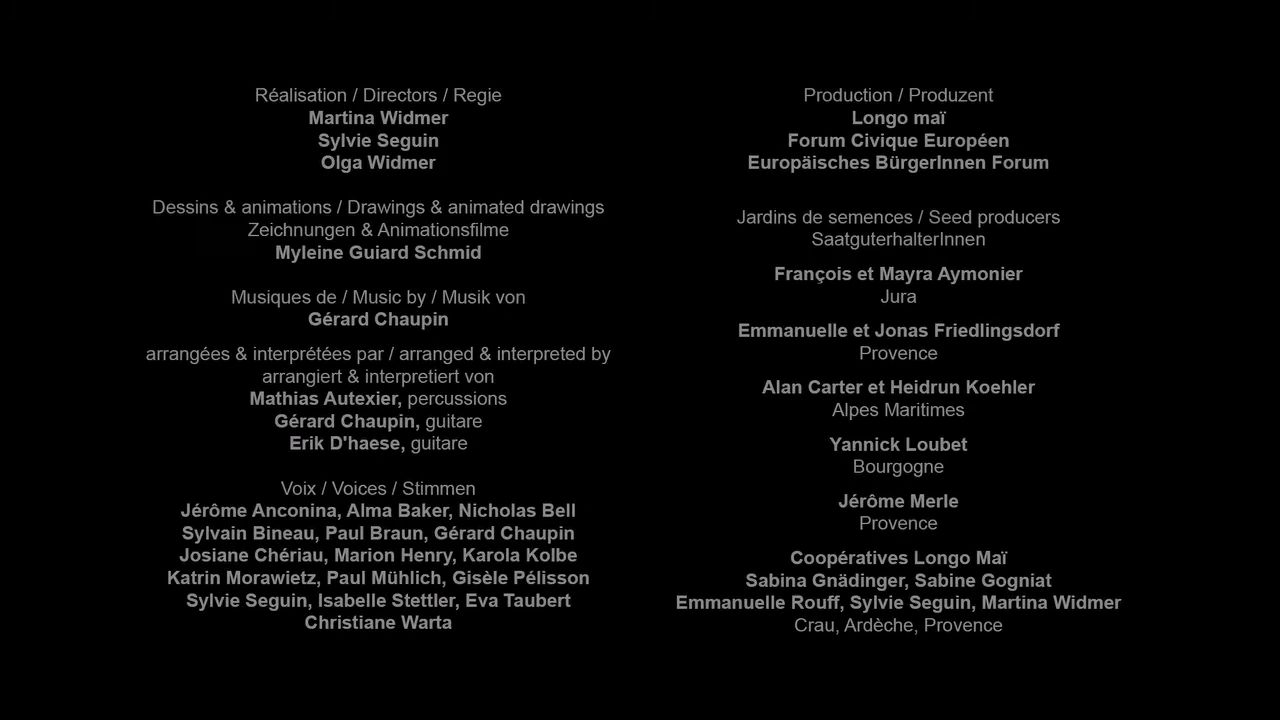 Réalisation / Directors / Regie
Martina Widmer
Sylvie Seguin
Olga Widmer
Dessins & animations / Drawings & animated drawings
Zeichnungen & Animationsfilme
Myleine Guiard Schmid
Musiques de / Music by / Musik von
Gérard Chaupin
arrangées & interprétées par / arranged & interpreted by
arrangiert & interpretiert von
Mathias Autexier, percussions
Gérard Chaupin, guitare
Erik D'haese, guitare
Voix / Voices / Stimmen
Jérôme Anconina, Alma Baker, Nicholas Bell
Sylvain Bineau, Paul Braun, Gérard Chaupin
Josiane Chériau, Marion Henry, Karola Kolbe
Katrin Morawietz, Paul Mühlich, Gisèle Pélisson
Sylvie Seguin, Isabelle Stettler, Eva Taubert
Christiane Warta
Production / Produzent
Longo maï
Forum Civique Européen
Europäisches BürgerInnen Forum
Jardins de semences / Seed producers
SaatguterhalterInnen
François et Mayra Aymonier
Jura
Emmanuelle et Jonas Friedlingsdorf
Provence
Alan Carter et Heidrun Koehler
Alpes Maritimes
Yannick Loubet
Bourgogne
Jérôme Merle
Provence
Coopératives Longo Maï
Sabina Gnädinger, Sabine Gogniat
Emmanuelle Rouff, Sylvie Seguin, Martina Widmer
Crau, Ardèche, Provence